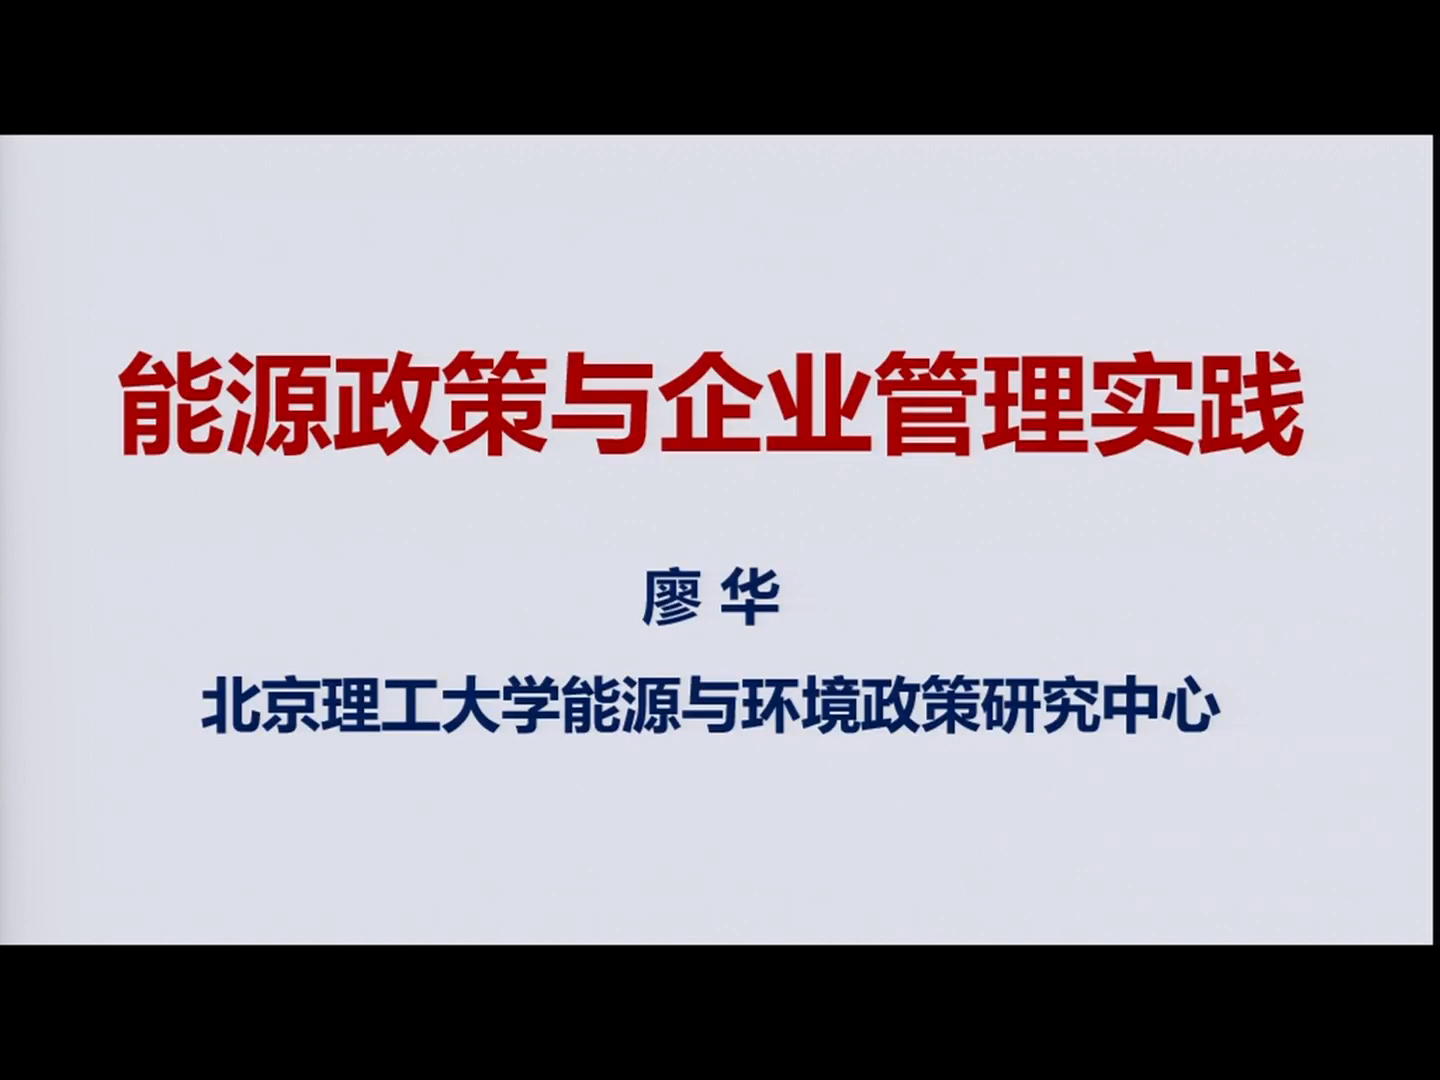 能源政策与企业管理实践
廖 华
北京理工大学能源与环境政策研究中心